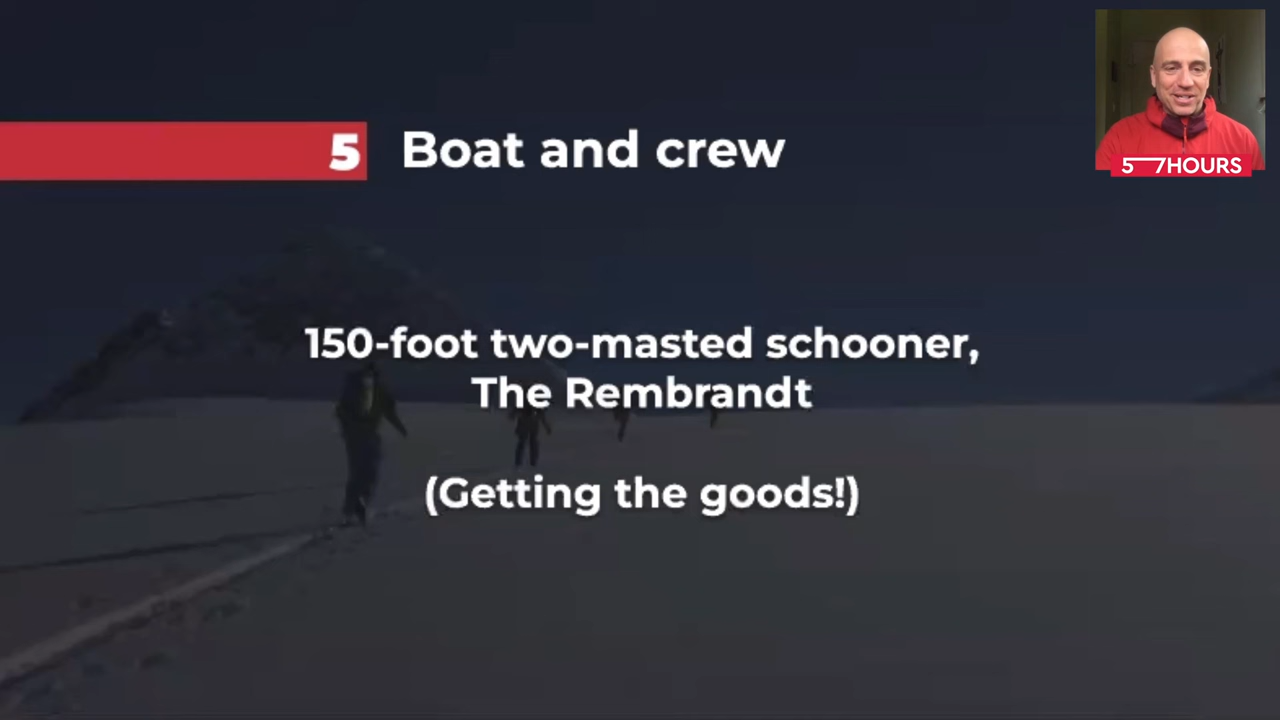 5 Boat and crew
57HOURS
150-foot two-masted schooner,
The Rembrandt
(Getting the goods!)